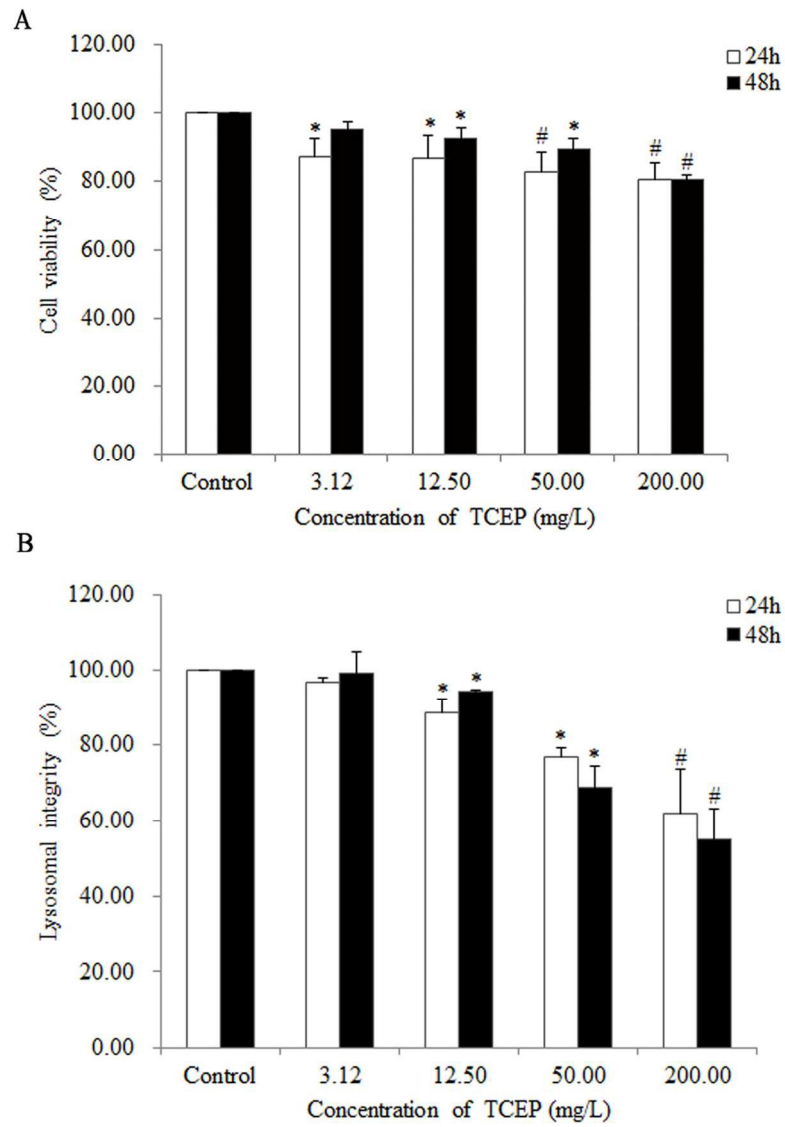 A
120.00
24h
48h
100.00
* * * # * # #
80.00
60.00
40.00
20.00
0.00
Cell viability (%)
Control 3.12 12.50 50.00 200.00
Concentration of TCEP (mg/L)
B
120.00
24h
48h
100.00
* * * * # #
80.00
60.00
40.00
20.00
0.00
Lysosomal integrity (%)
Control 3.12 12.50 50.00 200.00
Concentration of TCEP (mg/L)